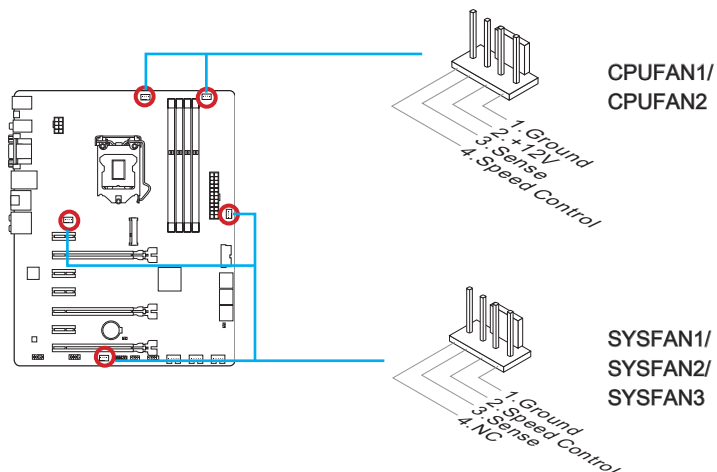 CPUFAN1/
CPUFAN2
1.Ground
2.+12V
3.Sense
4.Speed Control
SYSFAN1/
SYSFAN2/
SYSFAN3
1.Ground
2.Speed Control
3.Sense
4.NC